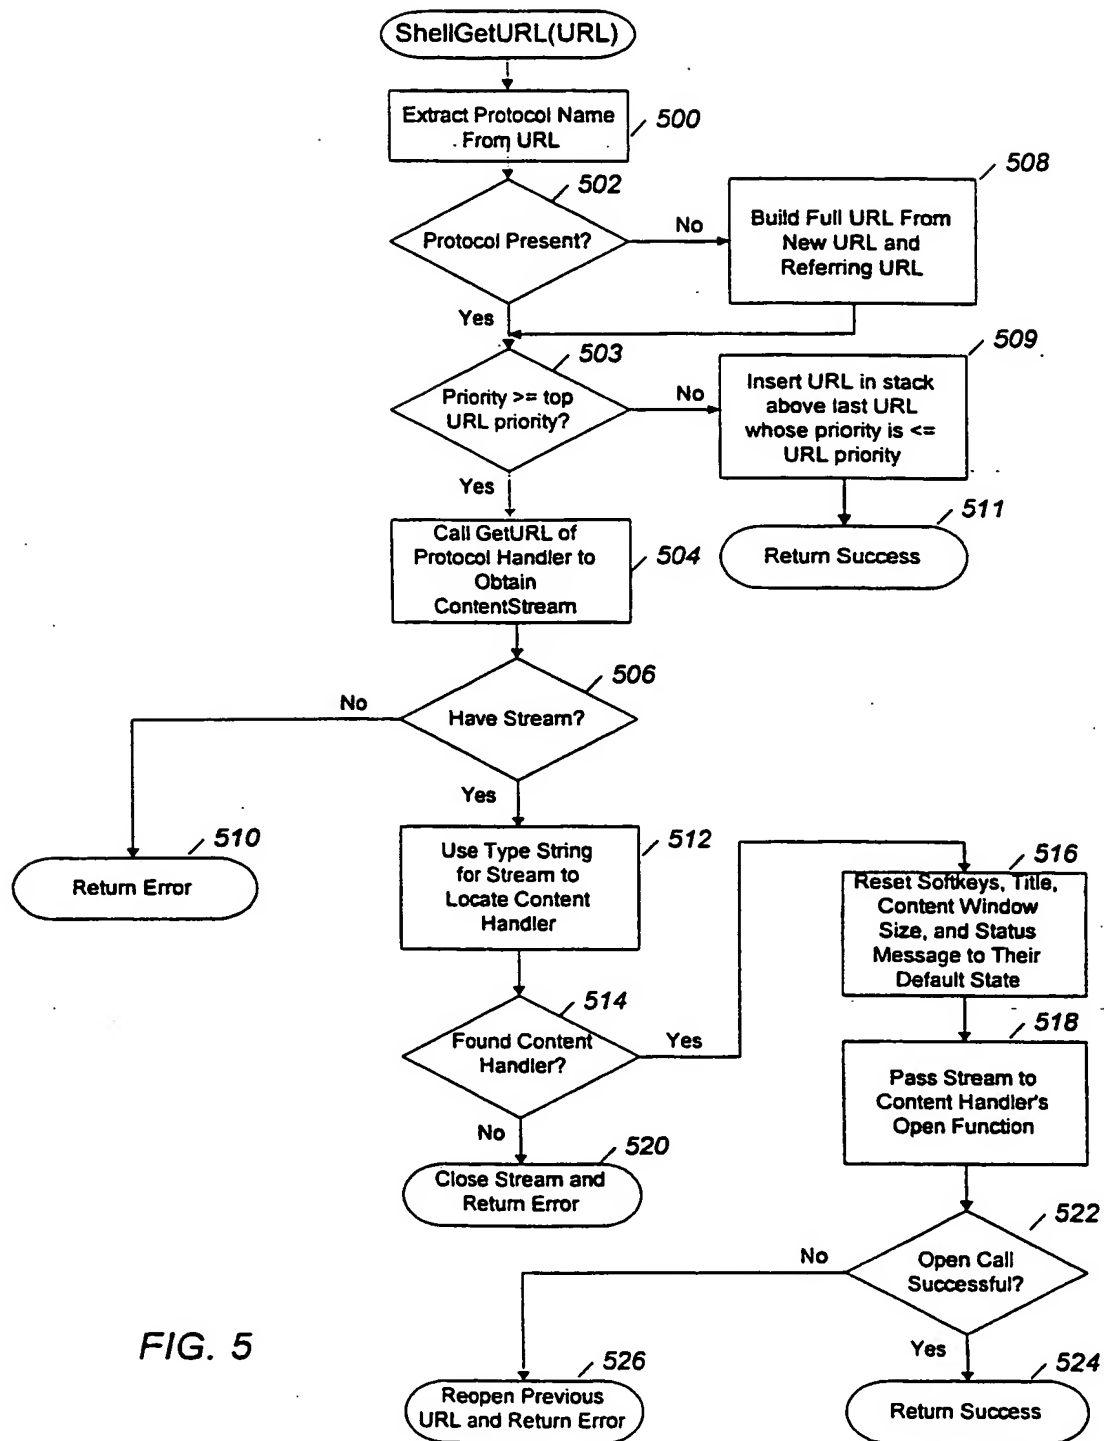 ShellGetURL(URL)
Extract Protocol Name
From URL
500
502
Protocol Present?
No
Yes
508
Build Full URL From
New URL and
Referring URL
503
Priority >= top
URL priority?
No
Yes
509
Insert URL in stack
above last URL
whose priority is <=
URL priority
511
Return Success
Call GetURL of
Protocol Handler to
Obtain
ContentStream
504
506
Have Stream?
No
Yes
510
Return Error
Use Type String
for Stream to
Locate Content
Handler
512
514
Found Content
Handler?
Yes
No
516
Reset Softkeys, Title,
Content Window
Size, and Status
Message to Their
Default State
518
Pass Stream to
Content Handler's
Open Function
520
Close Stream and
Return Error
522
Open Call
Successful?
No
Yes
526
Reopen Previous
URL and Return Error
524
Return Success
FIG. 5